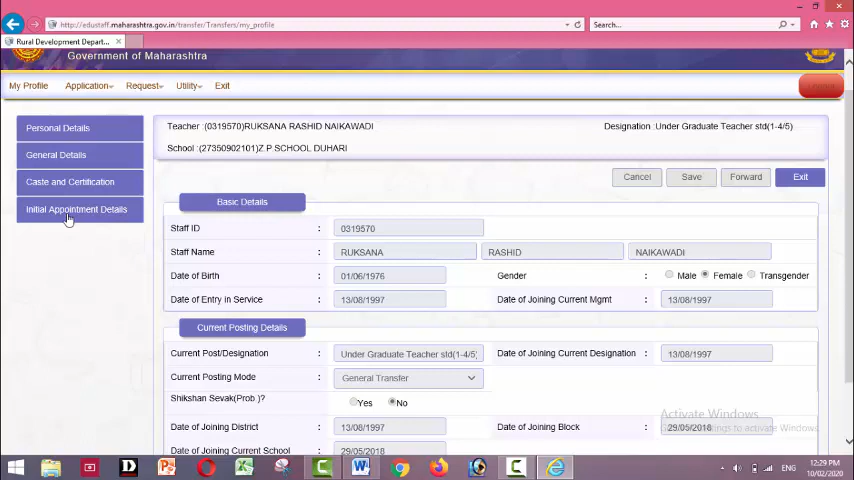 http://edustaff.maharashtra.gov.in/transfer/Transfers/my_profile
Search...
Rural Development Depart...
Government of Maharashtra
My Profile Application Request Utility Exit
Personal Details
General Details
Caste and Certification
Initial Appointment Details
Teacher :(0319570)RUKSANA RASHID NAIKAWADI Designation :Under Graduate Teacher std(1-4/5)
School :(27350902101)Z.P.SCHOOL DUHARI
Cancel Save Forward Exit
Basic Details
Staff ID : 0319570
Staff Name : RUKSANA RASHID NAIKAWADI
Date of Birth : 01/06/1976 Gender : Male Female Transgender
Date of Entry in Service : 13/08/1997 Date of Joining Current Mgmt : 13/08/1997
Current Posting Details
Current Post/Designation : Under Graduate Teacher std(1-4/5) Date of Joining Current Designation : 13/08/1997
Current Posting Mode : General Transfer
Shikshan Sevak(Prob.)? : Yes No
Activate Windows
Date of Joining District : 13/08/1997 Date of Joining Block : 29/05/2018
Date of Joining Current School : 29/05/2018
ENG
12:29 PM
10/02/2020